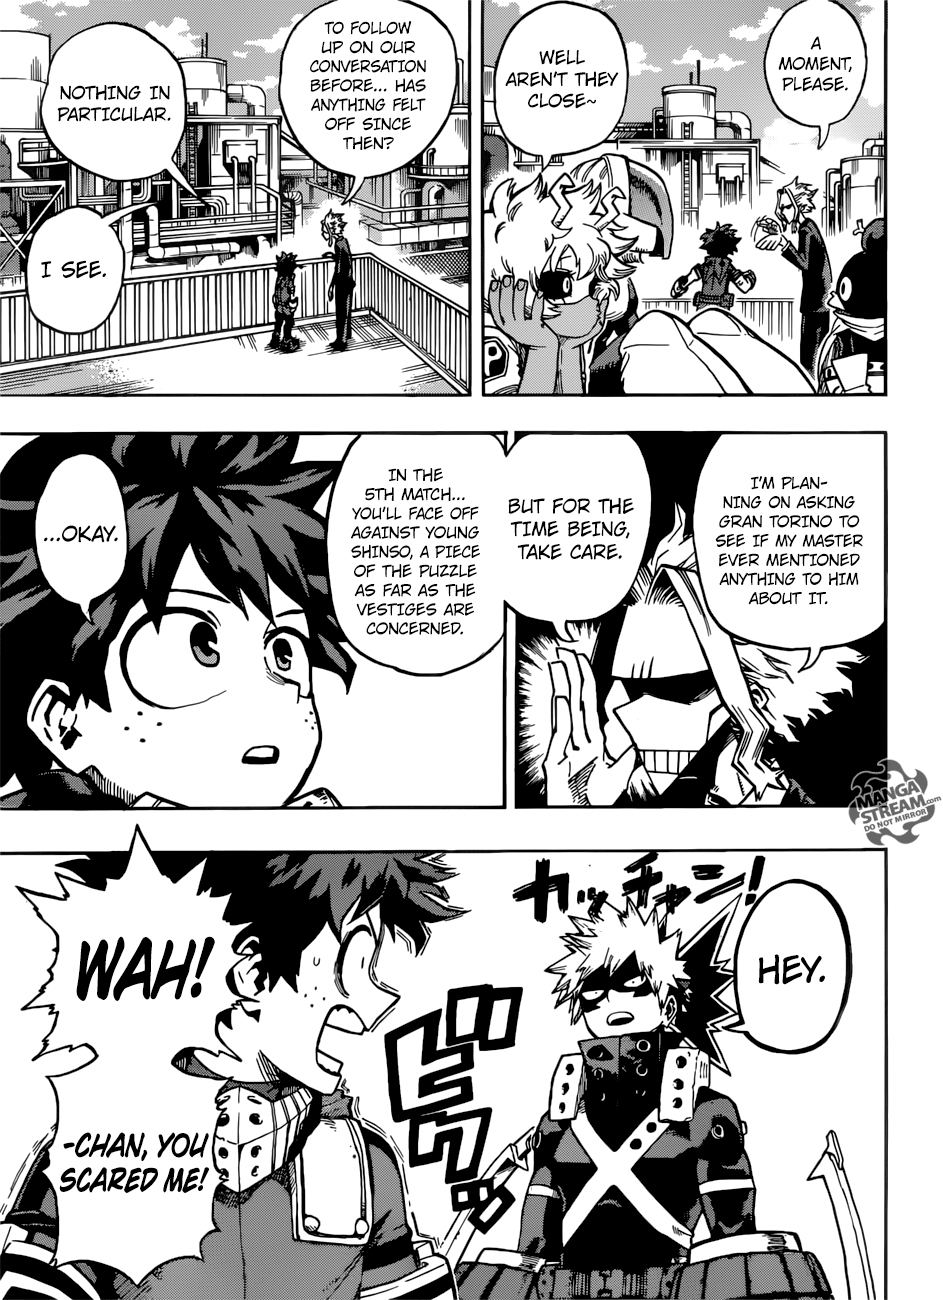 A
MOMENT,
PLEASE.
WELL
AREN'T THEY
CLOSE~
TO FOLLOW
UP ON OUR
CONVERSATION
BEFORE... HAS
ANYTHING FELT
OFF SINCE
THEN?
NOTHING IN
PARTICULAR.
I SEE.
I'M PLAN-
NING ON ASKING
GRAN TORINO TO
SEE IF MY MASTER
EVER MENTIONED
ANYTHING TO HIM
ABOUT IT.
BUT FOR THE
TIME BEING,
TAKE CARE.
IN THE
5TH MATCH...
YOU'LL FACE OFF
AGAINST YOUNG
SHINSO, A PIECE
OF THE PUZZLE
AS FAR AS THE
VESTIGES ARE
CONCERNED.
...OKAY.
MANGA
STREAM.com
DO NOT MIRROR!
HEY.
カッチャン!
ビクッ!!
WAH!
-CHAN, YOU
SCARED ME!